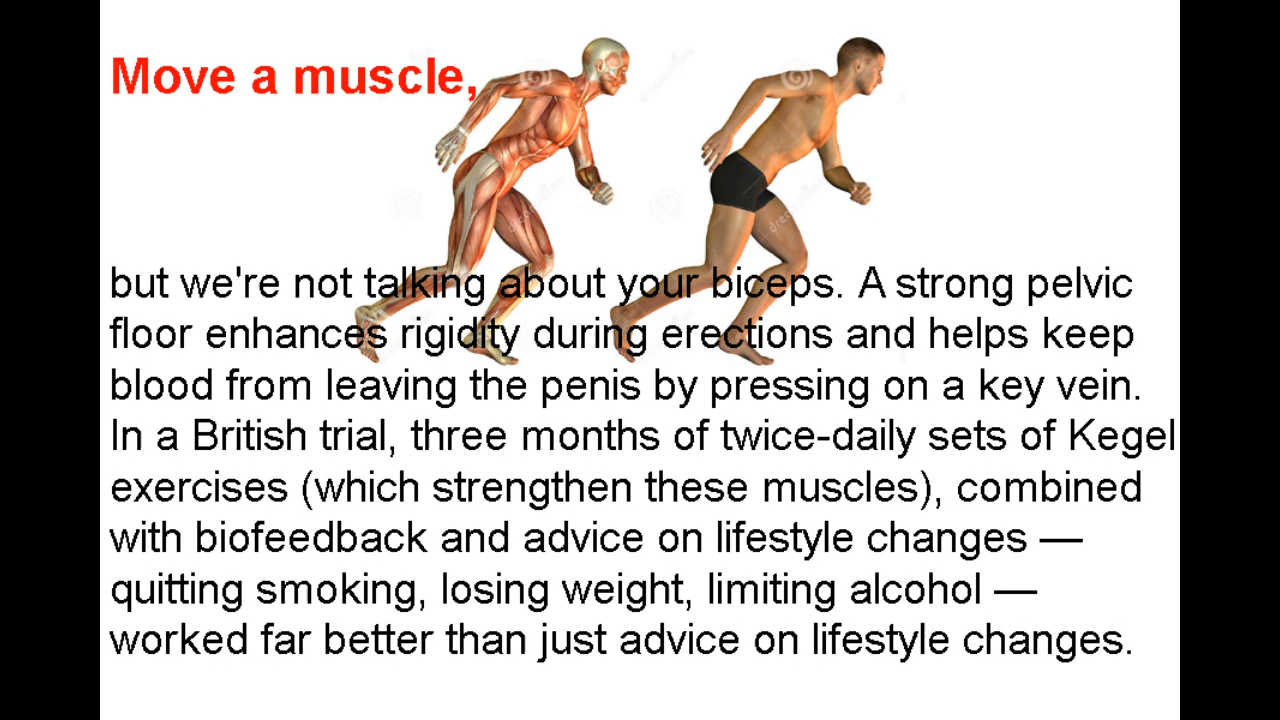 Move a muscle,
but we're not talking about your biceps. A strong pelvic
floor enhances rigidity during erections and helps keep
blood from leaving the penis by pressing on a key vein.
In a British trial, three months of twice-daily sets of Kegel
exercises (which strengthen these muscles), combined
with biofeedback and advice on lifestyle changes —
quitting smoking, losing weight, limiting alcohol —
worked far better than just advice on lifestyle changes.